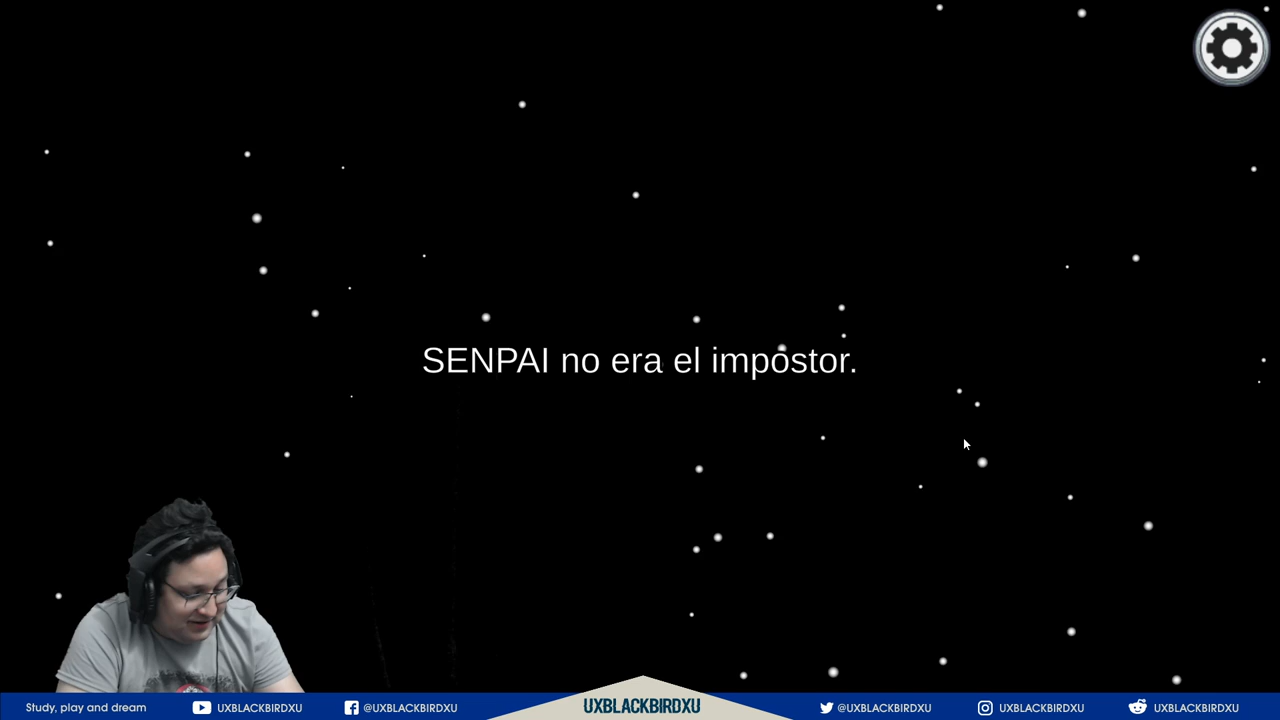 SENPAI no era el impostor.
Study, play and dream
UXBLACKBIRDXU
@UXBLACKBIRDXU
UXBLACKBIRDXU
@UXBLACKBIRDXU
UXBLACKBIRDXU
UXBLACKBIRDXU